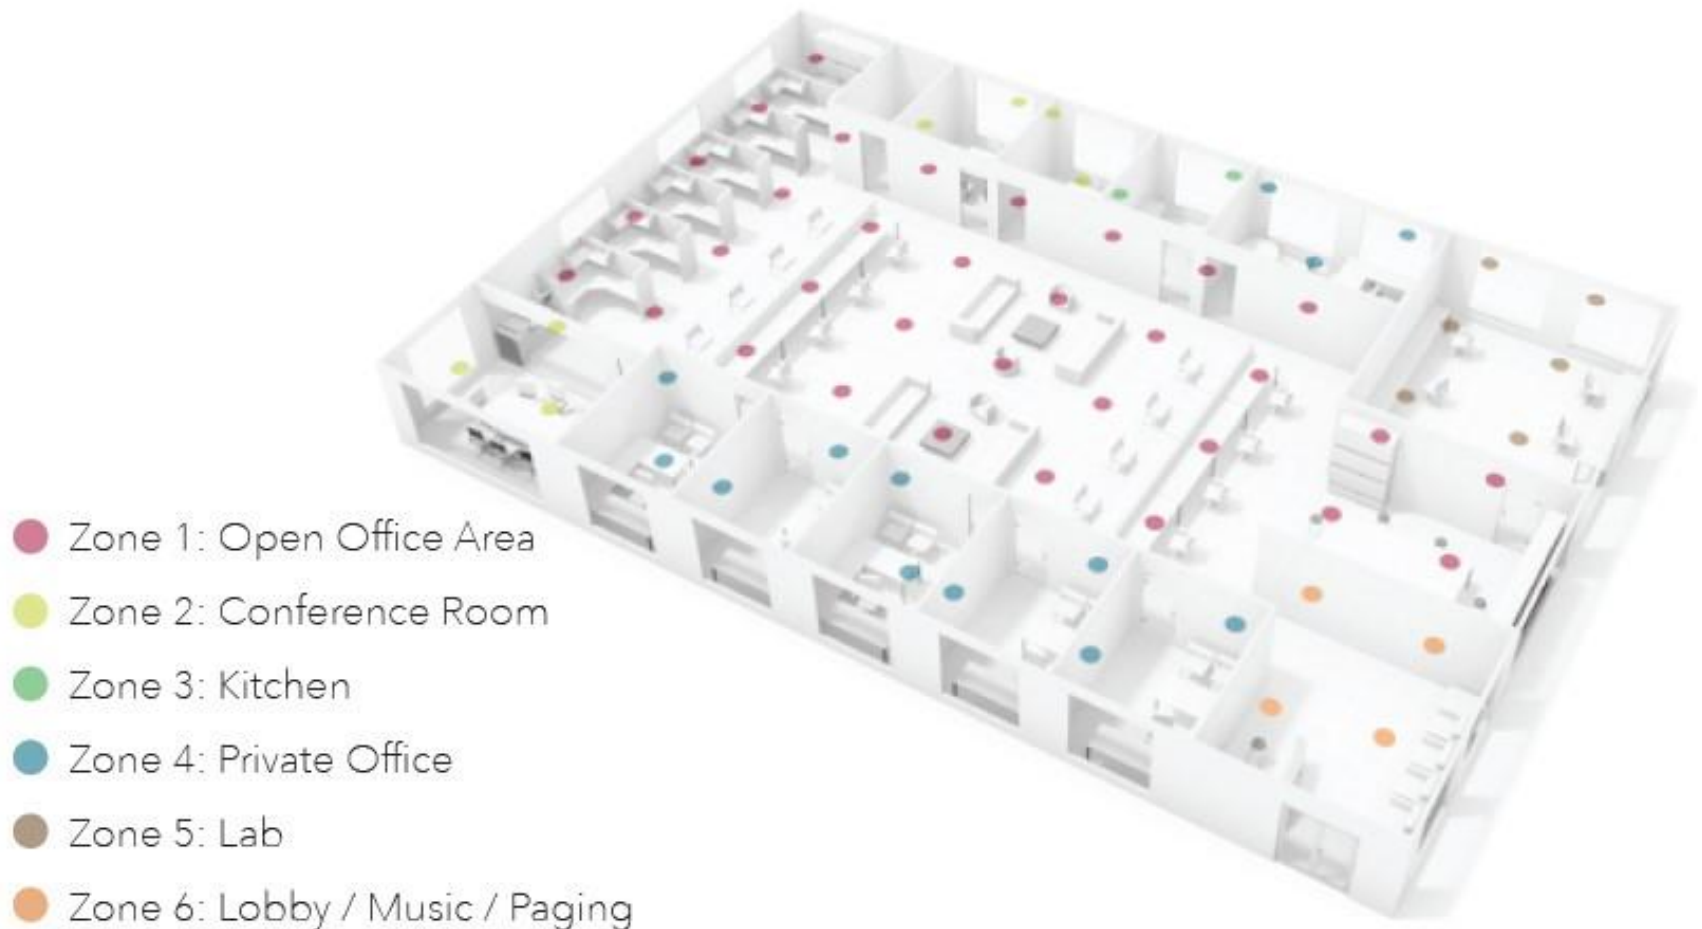 Zone 1: Open Office Area
Zone 2: Conference Room
Zone 3: Kitchen
Zone 4: Private Office
Zone 5: Lab
Zone 6: Lobby / Music / Paging